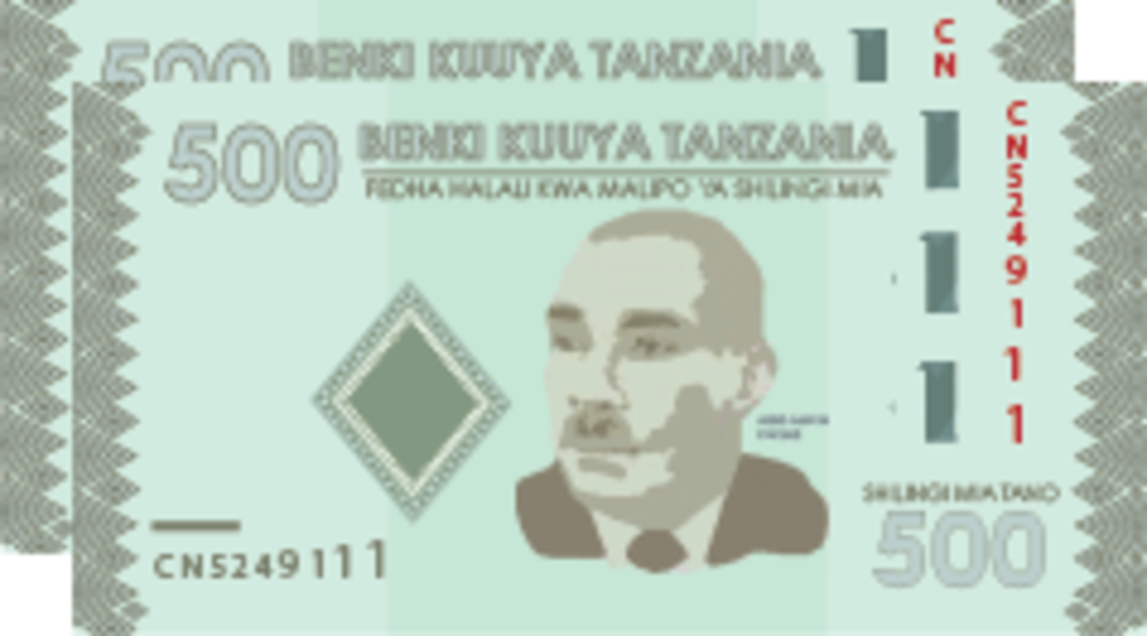 500 BENKI KUUYA TANZANIA
CN
500 BENKI KUUYA TANZANIA
FEDHA HALALI KWA MALIPO YA SHILINGI MIA
CN5249111
SHILINGI MIA TANO
500
CN5249111